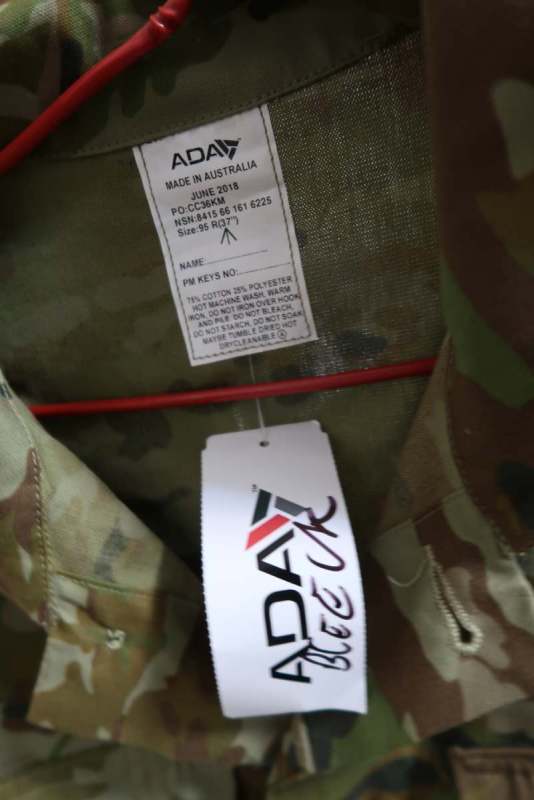 ADA
MADE IN AUSTRALIA
JUNE 2018
PO:CC36KM
NSN:8415 66 161 6225
Size:95 R(37")
NAME:
PM KEYS NO:
75% COTTON 25% POLYESTER
HOT MACHINE WASH, WARM
IRON, DO NOT IRON OVER HOOK
AND PILE. DO NOT BLEACH,
DO NOT STARCH, DO NOT SOAK
MAYBE TUMBLE DRIED HOT
DRYCLEANABLE Ⓐ
ADA
TM